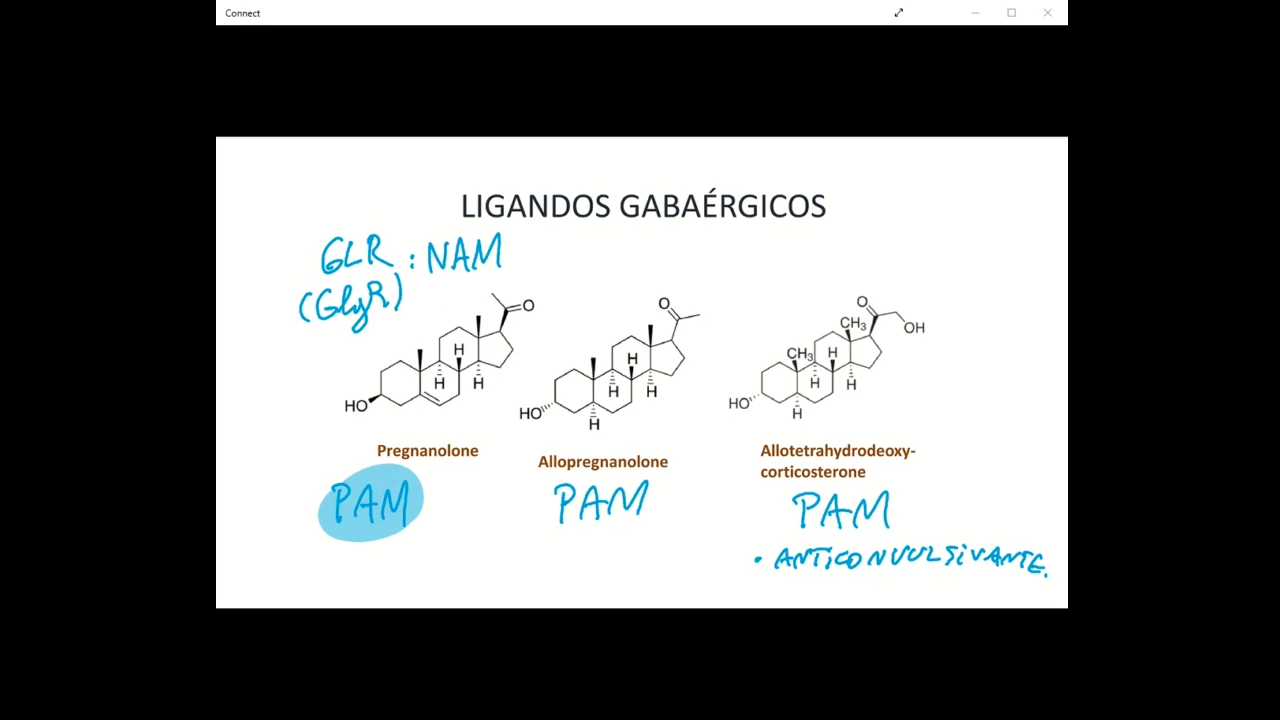 Connect
LIGANDOS GABAÉRGICOS
GLR : NAM
(GlyR)
O
H
H
H
HO
Pregnanolone
PAM
O
H
H
H
HO
H
Allopregnanolone
PAM
O
CH3
OH
CH3
H
H
H
HO
H
Allotetrahydrodeoxy-
corticosterone
PAM
• ANTICONVULSIVANTE.